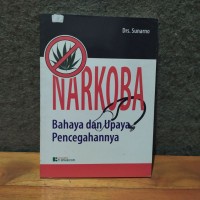 Drs. Sunarno
NARKOBA
Bahaya dan Upaya
Pencegahannya